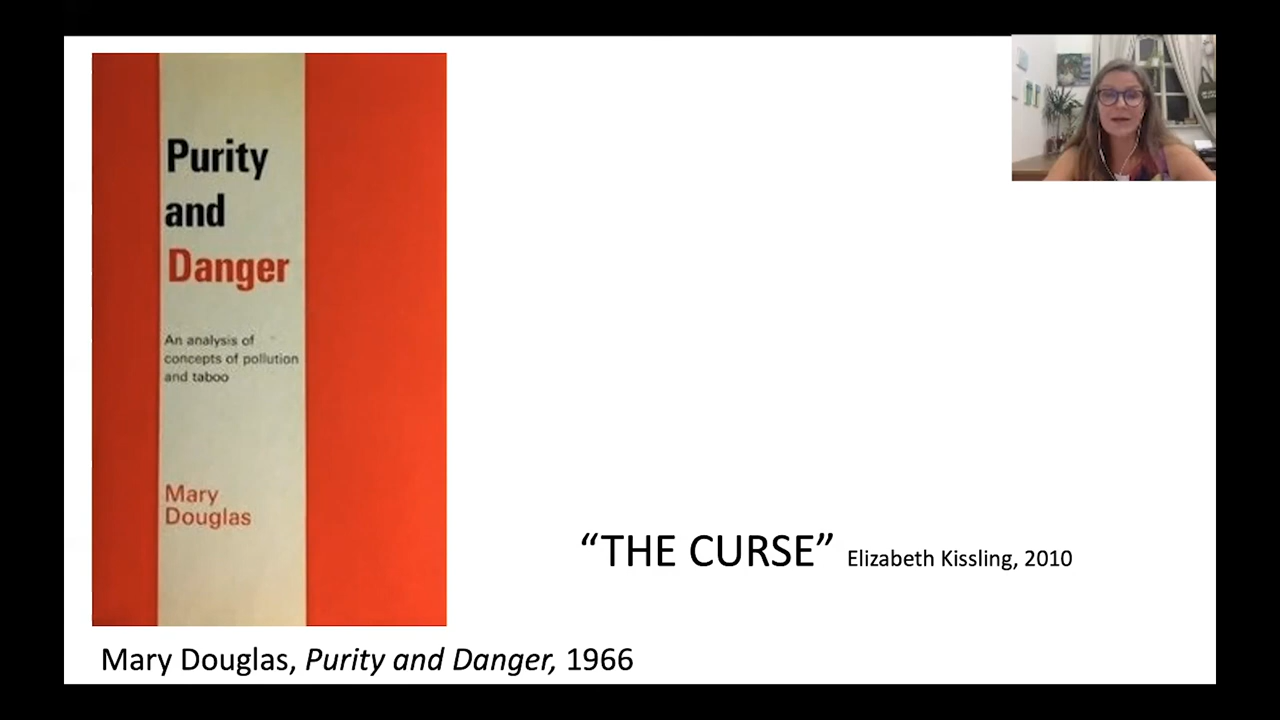 Purity
and
Danger
An analysis of
concepts of pollution
and taboo
Mary
Douglas
“THE CURSE” Elizabeth Kissling, 2010
Mary Douglas, Purity and Danger, 1966